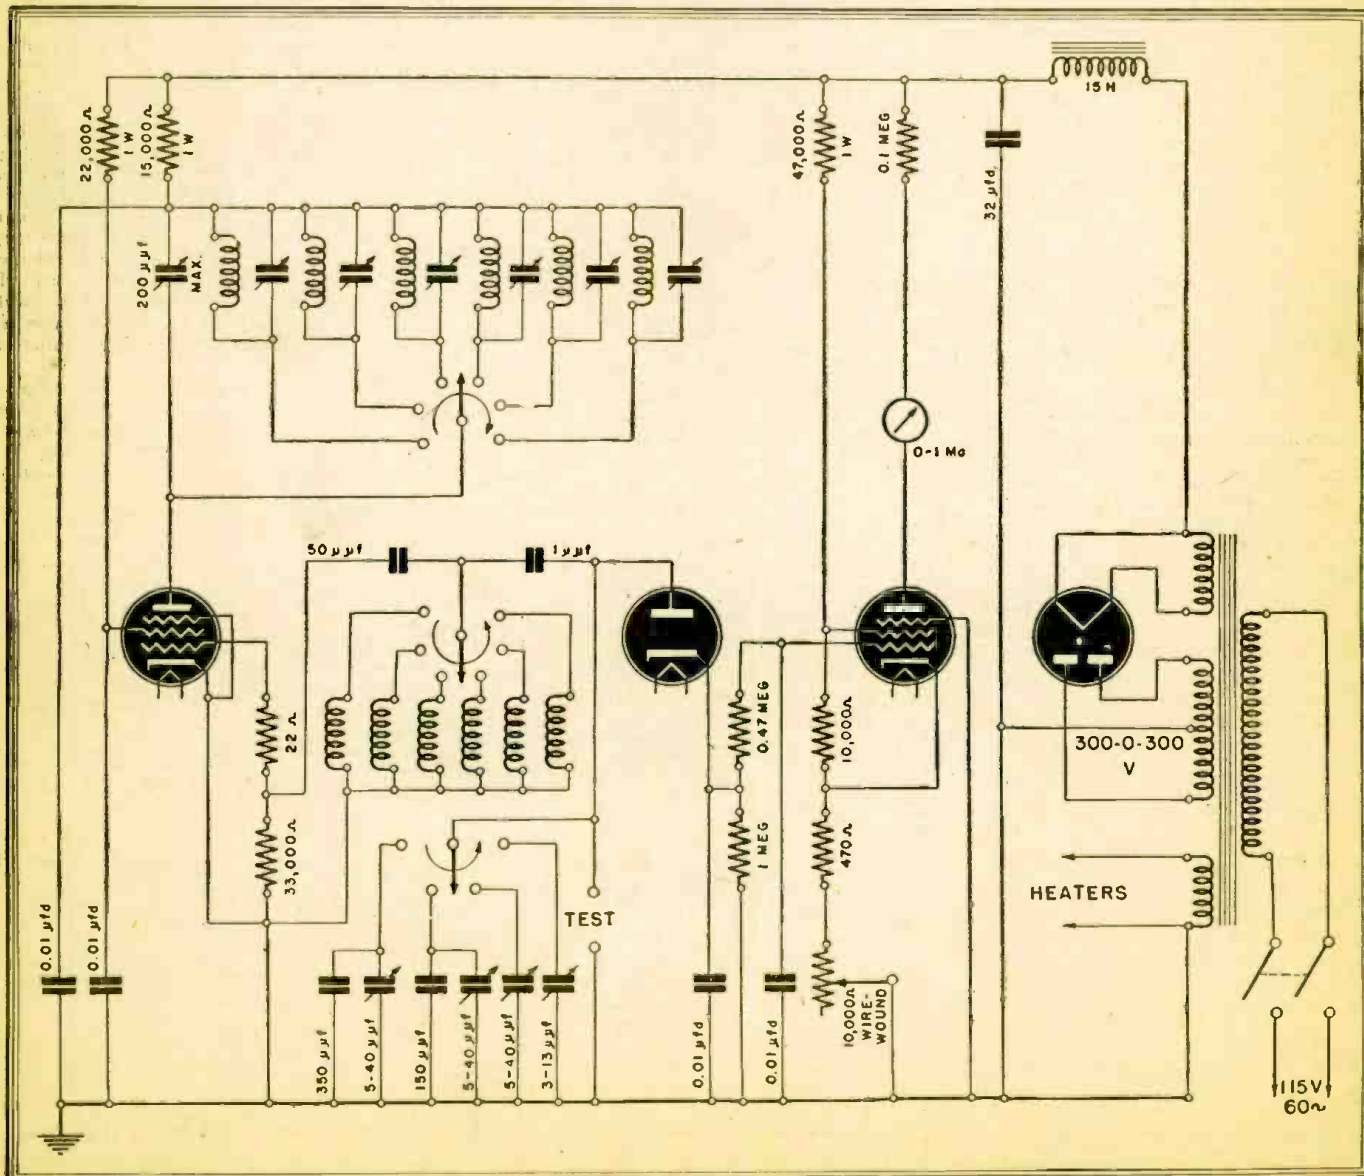 15 H
22,000Ω
1 W
15,000Ω
1 W
47,000Ω
1 W
0.1 MEG
32 µfd.
200 µµf
MAX.
0-1 Ma
50 µµf
1 µµf
22Ω
33,000Ω
0.47 MEG
1 MEG
10,000Ω
470Ω
300-0-300
V
HEATERS
TEST
0.01 µfd
0.01 µfd
350 µµf
5-40 µµf
150 µµf
5-40 µµf
5-40 µµf
3-13 µµf
0.01 µfd
0.01 µfd
10,000Ω
WIRE-
WOUND
115V
60~